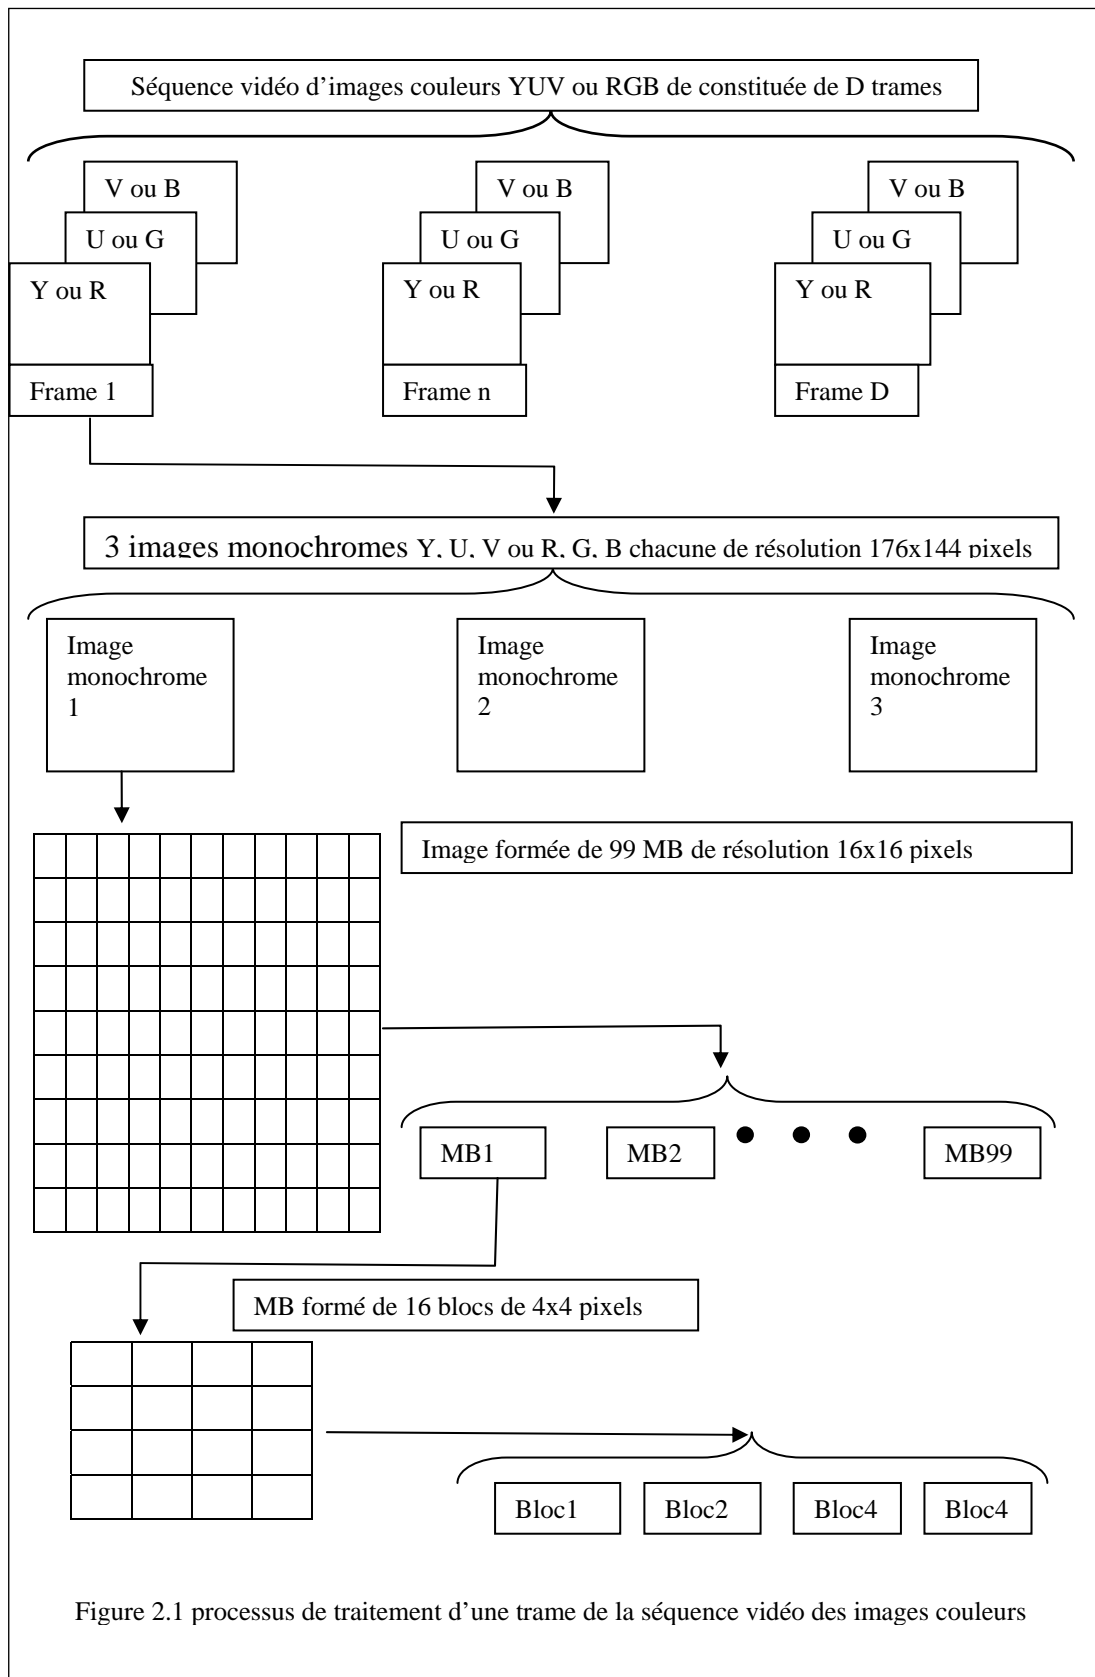 Séquence vidéo d'images couleurs YUV ou RGB de constituée de D trames
V ou B
V ou B
V ou B
U ou G
U ou G
U ou G
Y ou R
Y ou R
Y ou R
Frame 1
Frame n
Frame D
3 images monochromes Y, U, V ou R, G, B chacune de résolution 176x144 pixels
Image
monochrome
1
Image
monochrome
2
Image
monochrome
3
Image formée de 99 MB de résolution 16x16 pixels
MB1
MB2
MB99
MB formé de 16 blocs de 4x4 pixels
Bloc1
Bloc2
Bloc4
Bloc4
Figure 2.1 processus de traitement d'une trame de la séquence vidéo des images couleurs